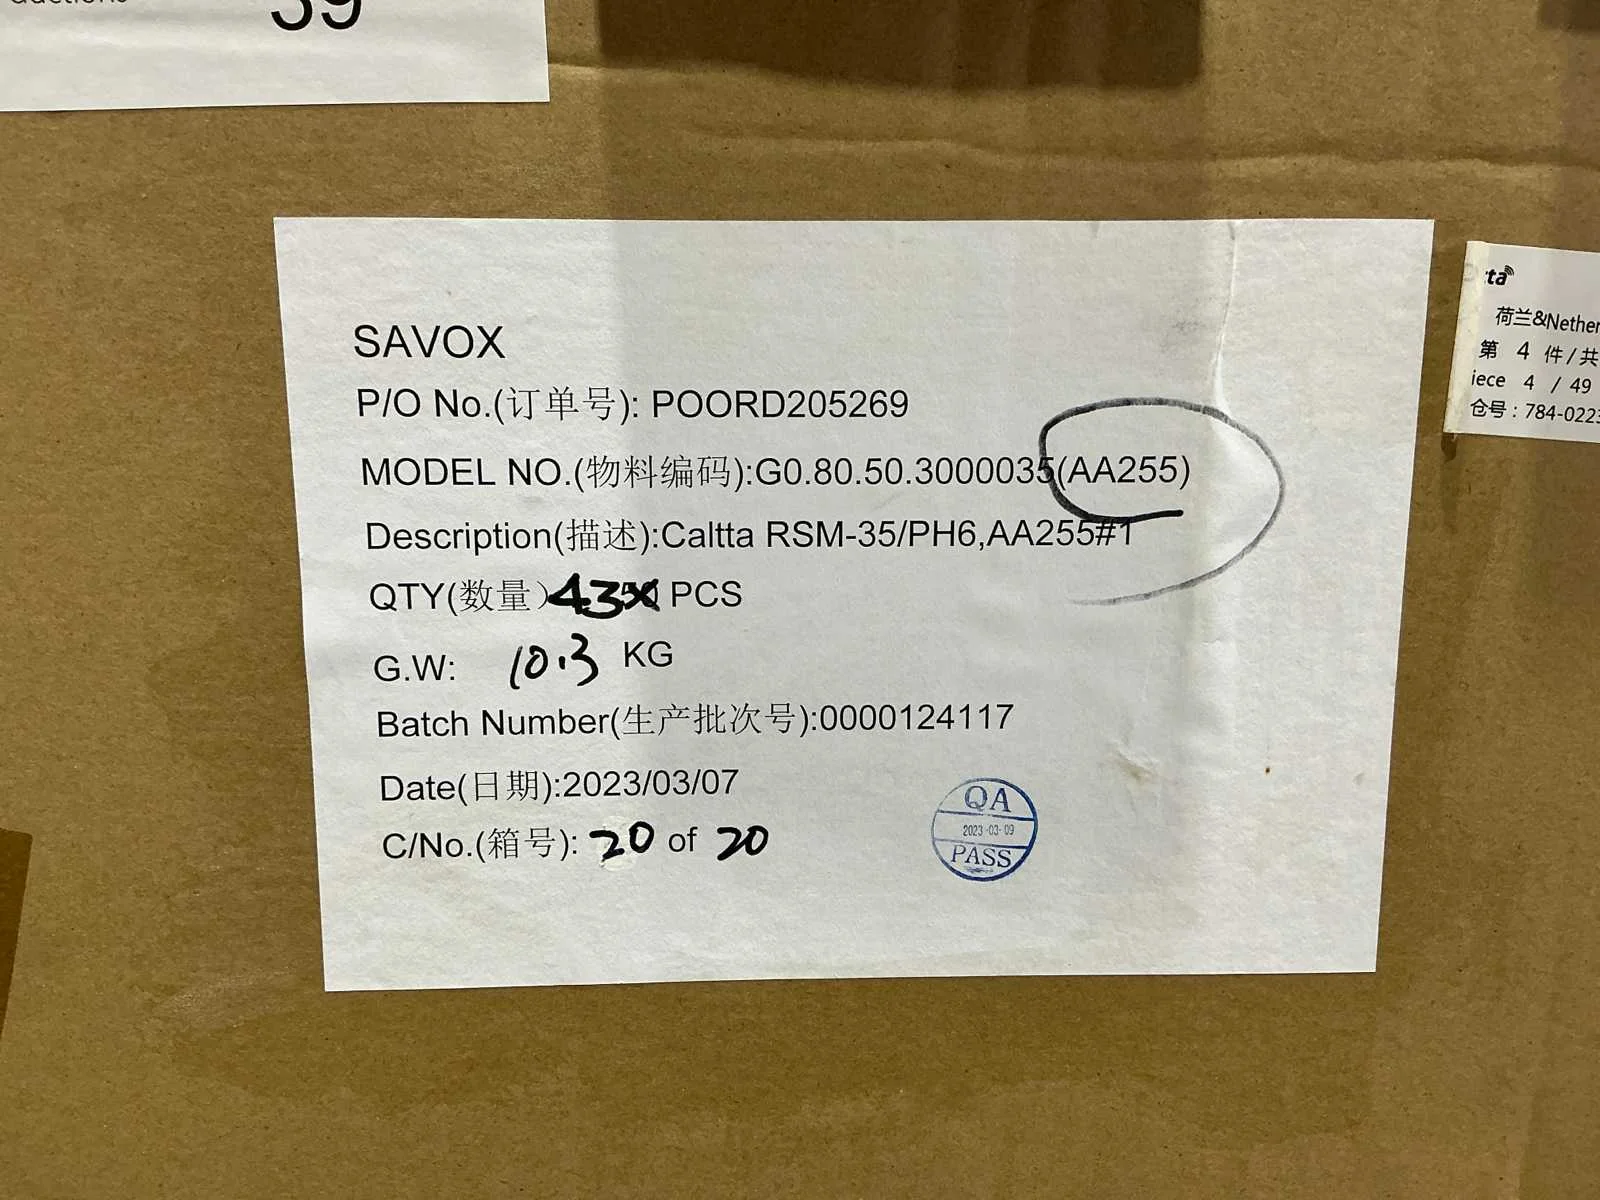 39
SAVOX
P/O No.(订单号): POORD205269
MODEL NO.(物料编码):G0.80.50.3000035(AA255)
Description(描述):Caltta RSM-35/PH6,AA255#1
QTY(数量) 43 PCS
G.W: 10.3 KG
Batch Number(生产批次号):0000124117
Date(日期):2023/03/07
C/No.(箱号): 20 of 20
QA
2023-03-09
PASS
荷兰&Nether
第 4 件/共
iece 4 / 49
仓号:784-0223